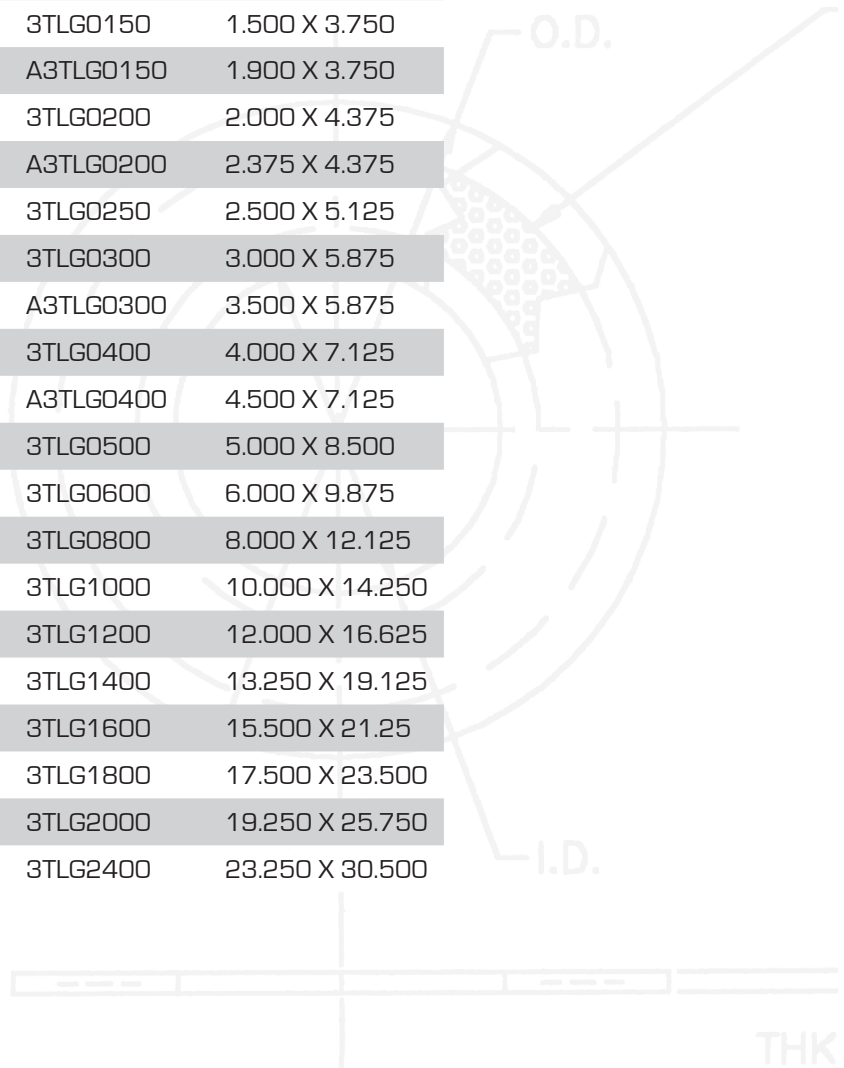 3TLG0150 1.500 X 3.750
A3TLG0150 1.900 X 3.750
3TLG0200 2.000 X 4.375
A3TLG0200 2.375 X 4.375
3TLG0250 2.500 X 5.125
3TLG0300 3.000 X 5.875
A3TLG0300 3.500 X 5.875
3TLG0400 4.000 X 7.125
A3TLG0400 4.500 X 7.125
3TLG0500 5.000 X 8.500
3TLG0600 6.000 X 9.875
3TLG0800 8.000 X 12.125
3TLG1000 10.000 X 14.250
3TLG1200 12.000 X 16.625
3TLG1400 13.250 X 19.125
3TLG1600 15.500 X 21.25
3TLG1800 17.500 X 23.500
3TLG2000 19.250 X 25.750
3TLG2400 23.250 X 30.500
O.D.
I.D.
THK